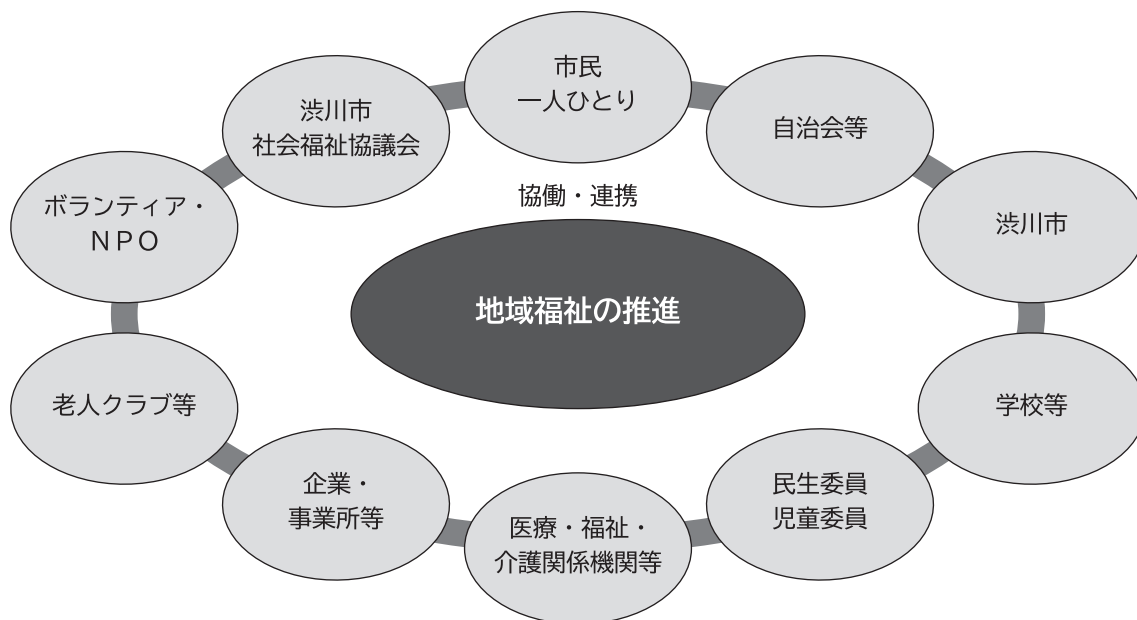 市民
一人ひとり
渋川市
社会福祉協議会
自治会等
ボランティア・
ＮＰＯ
協働・連携
渋川市
地域福祉の推進
老人クラブ等
学校等
企業・
事業所等
民生委員
児童委員
医療・福祉・
介護関係機関等